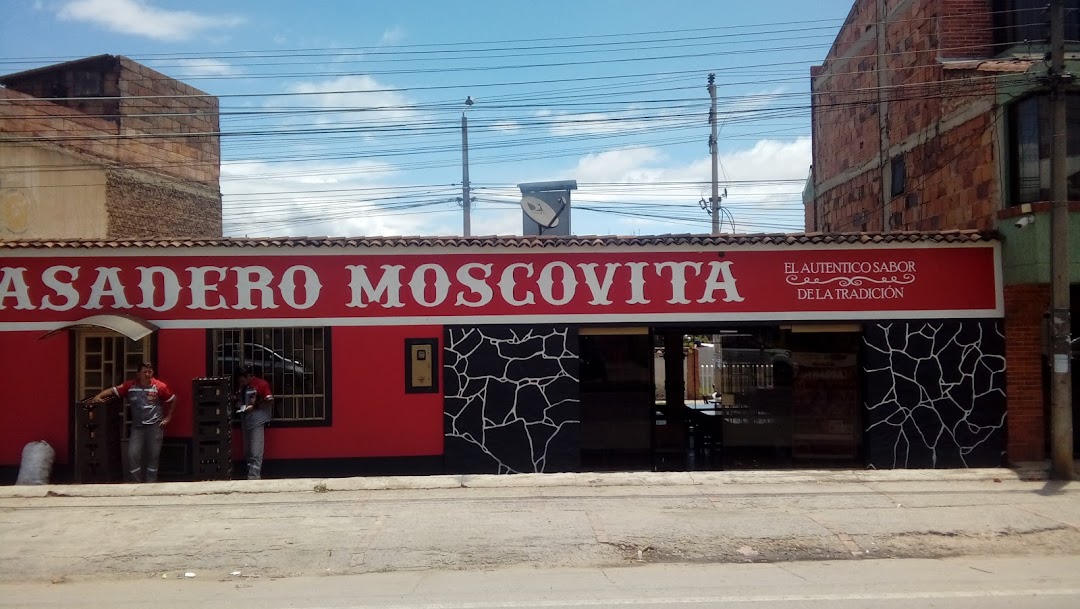 ASADERO MOSCOVITA
EL AUTENTICO SABOR
DE LA TRADICIÓN